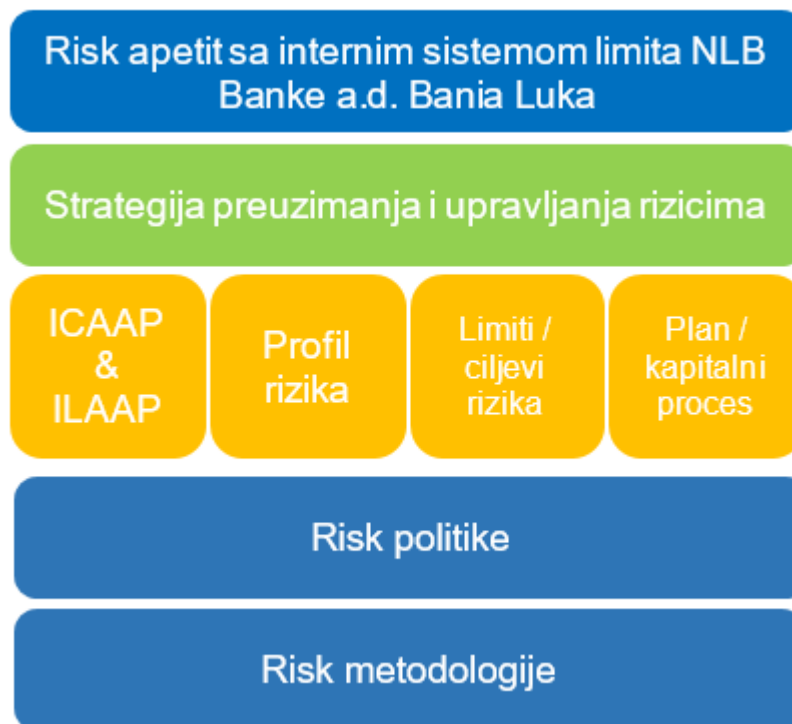 Risk apetit sa internim sistemom limita NLB
Banke a.d. Bania Luka
Strategija preuzimanja i upravljanja rizicima
ICAAP
&
ILAAP
Profil
rizika
Limiti /
ciljevi
rizika
Plan /
kapitalni
proces
Risk politike
Risk metodologije